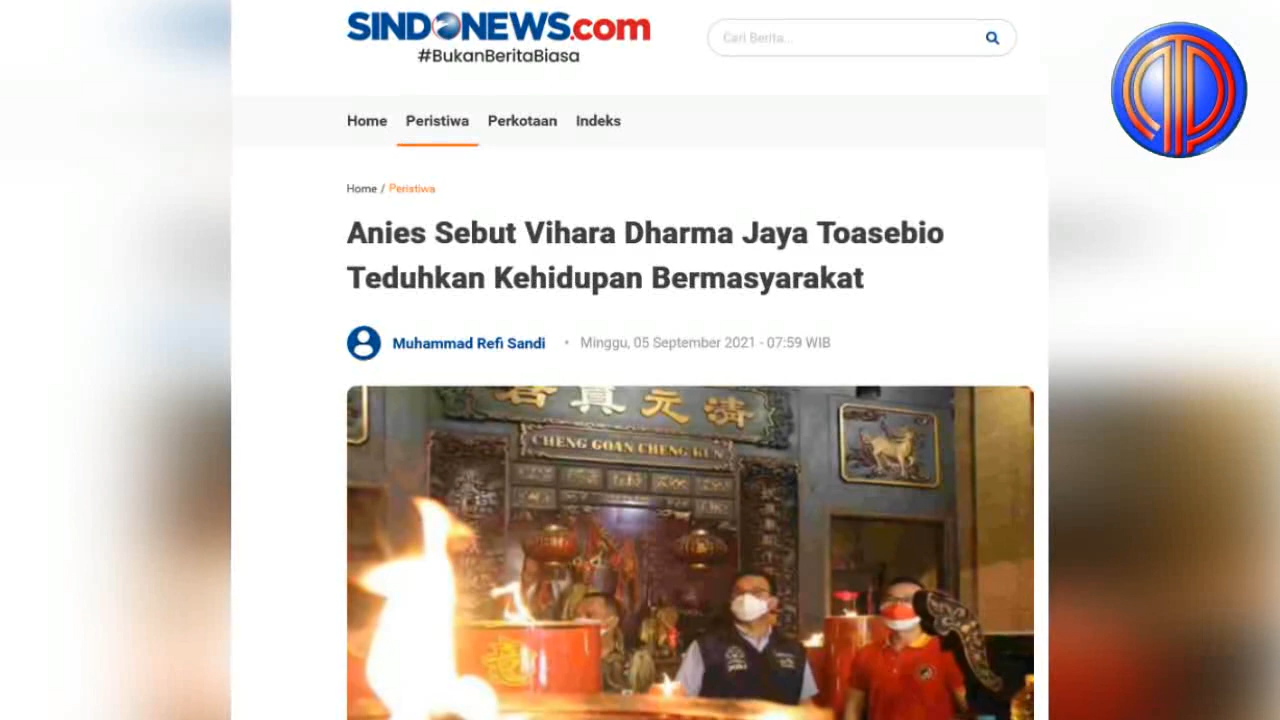 SINDONEWS.com
#BukanBeritaBiasa
Cari Berita...
Home Peristiwa Perkotaan Indeks
Home / Peristiwa
Anies Sebut Vihara Dharma Jaya Toasebio
Teduhkan Kehidupan Bermasyarakat
Muhammad Refi Sandi • Minggu, 05 September 2021 - 07:59 WIB
君真元清
CHENG GOAN CHENG KUN